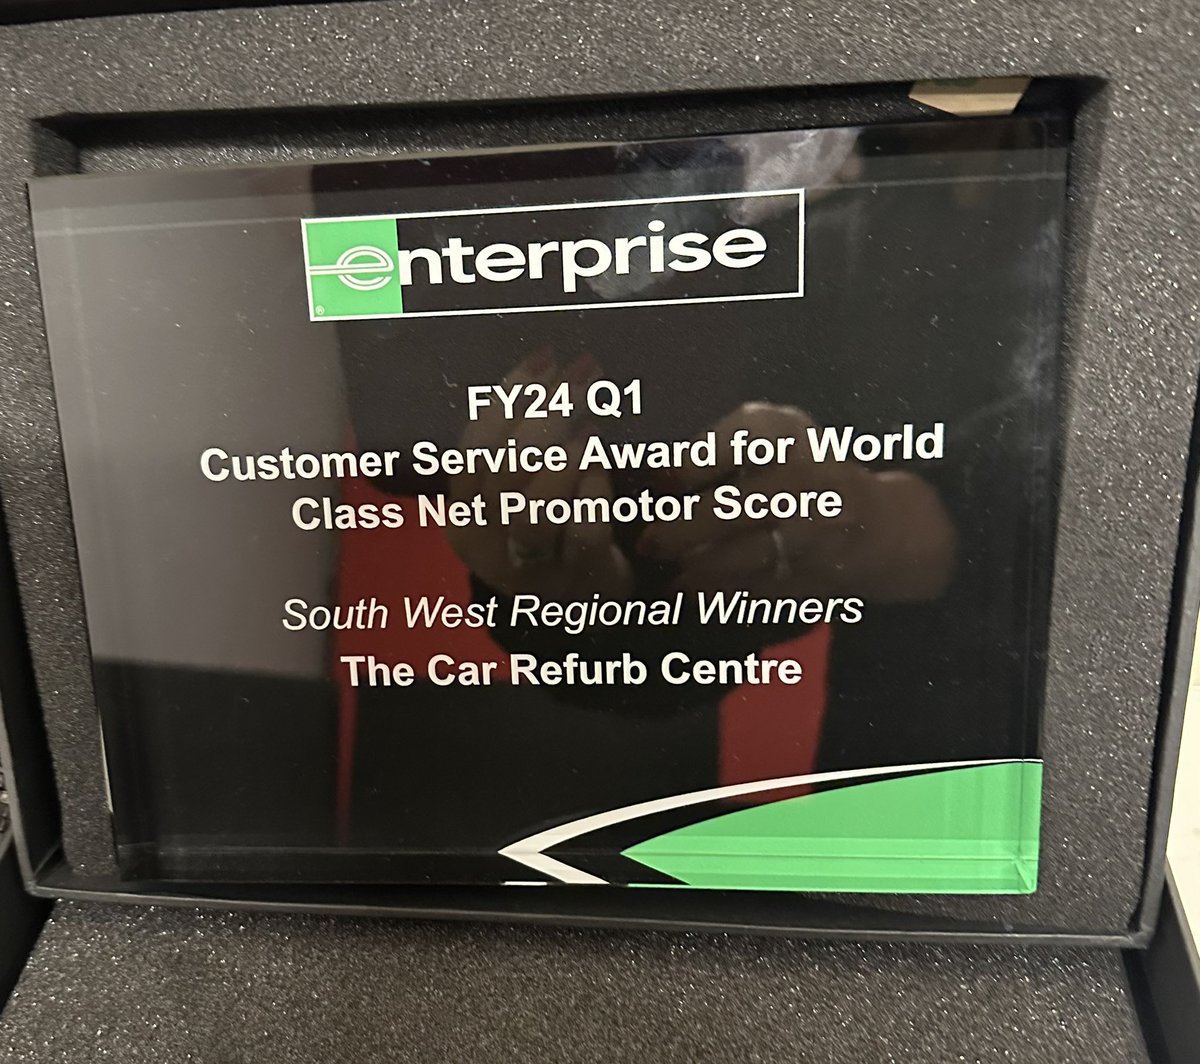 enterprise
®
FY24 Q1
Customer Service Award for World
Class Net Promotor Score
South West Regional Winners
The Car Refurb Centre